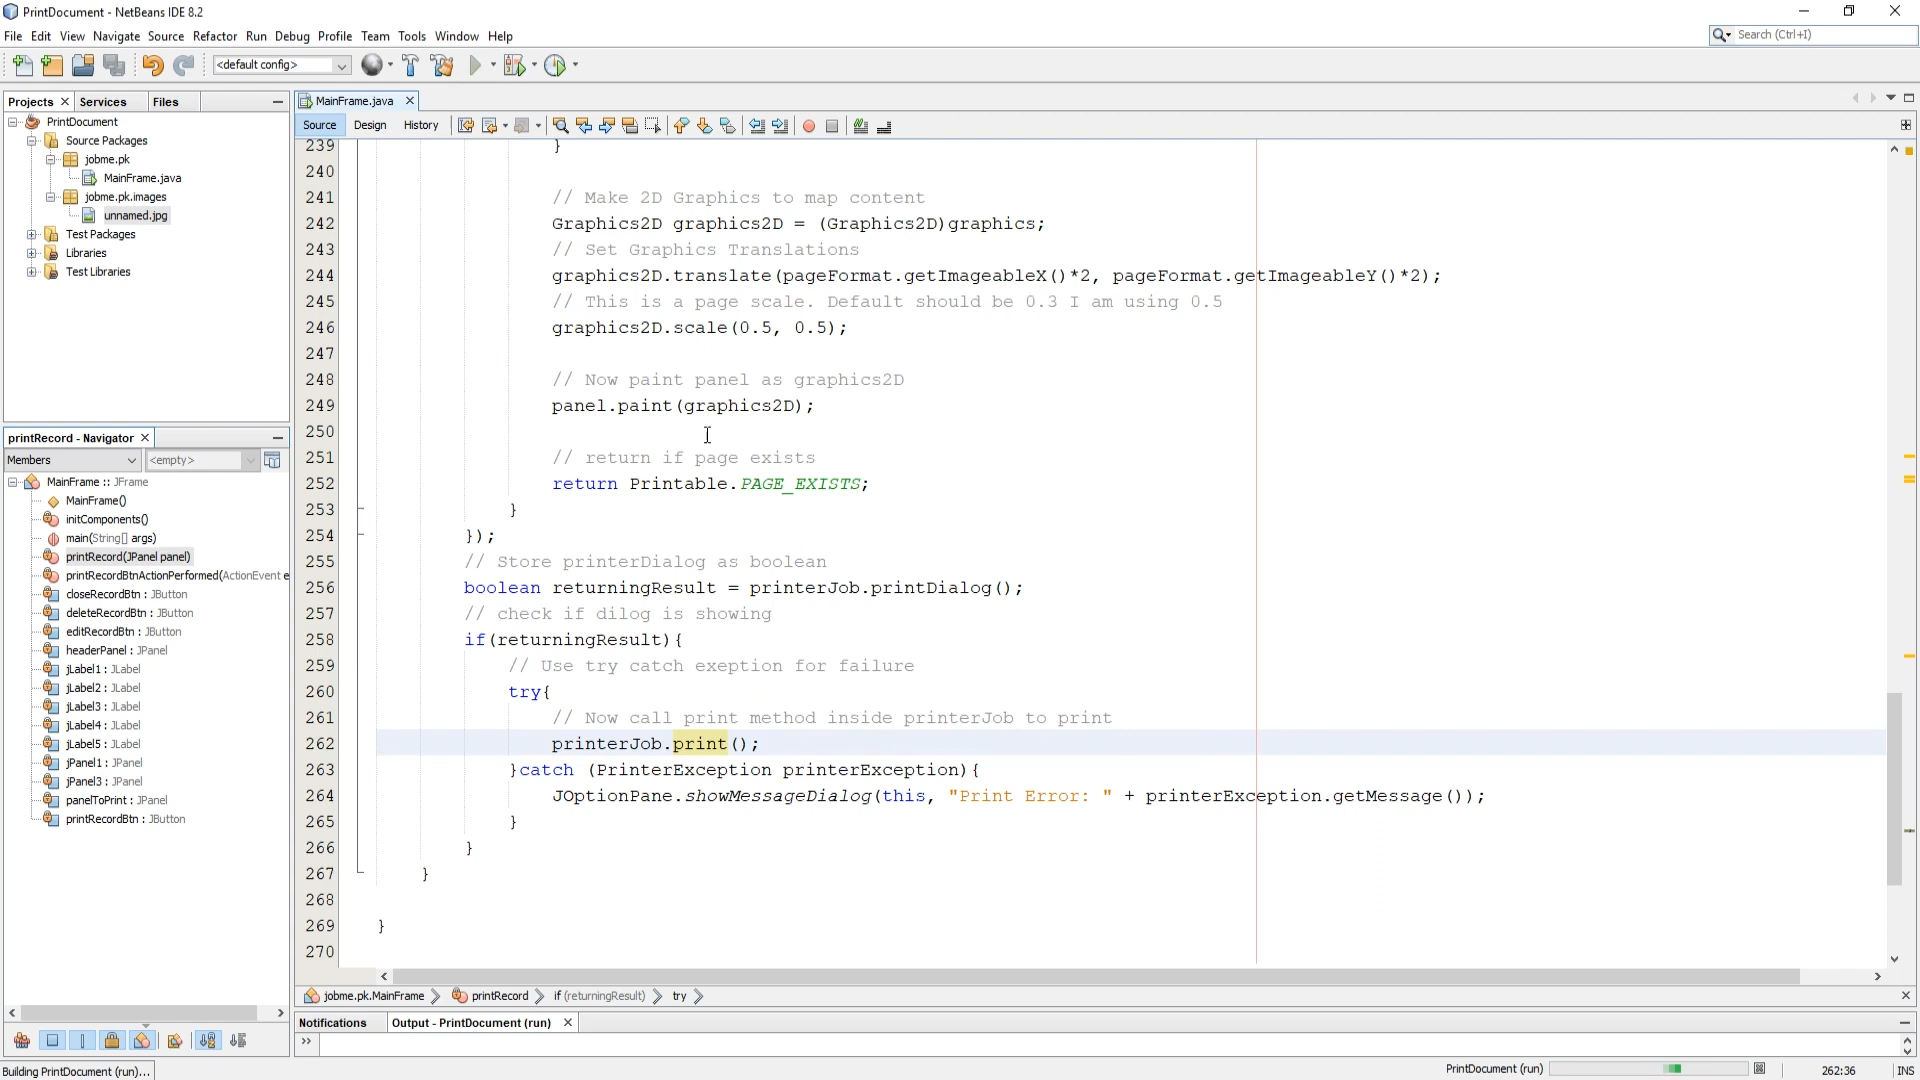 PrintDocument - NetBeans IDE 8.2
File Edit View Navigate Source Refactor Run Debug Profile Team Tools Window Help
Search (Ctrl+I)
<default config>
Projects Services Files
MainFrame.java
Source Design History
PrintDocument
Source Packages
jobme.pk
MainFrame.java
jobme.pk.images
unnamed.jpg
Test Packages
Libraries
Test Libraries
printRecord - Navigator
Members <empty>
MainFrame :: JFrame
MainFrame()
initComponents()
main(String[] args)
printRecord(JPanel panel)
printRecordBtnActionPerformed(ActionEvent e
closeRecordBtn : JButton
deleteRecordBtn : JButton
editRecordBtn : JButton
headerPanel : JPanel
jLabel1 : JLabel
jLabel2 : JLabel
jLabel3 : JLabel
jLabel4 : JLabel
jLabel5 : JLabel
jPanel1 : JPanel
jPanel3 : JPanel
panelToPrint : JPanel
printRecordBtn : JButton
239 }
240
241 // Make 2D Graphics to map content
242 Graphics2D graphics2D = (Graphics2D)graphics;
243 // Set Graphics Translations
244 graphics2D.translate(pageFormat.getImageableX()*2, pageFormat.getImageableY()*2);
245 // This is a page scale. Default should be 0.3 I am using 0.5
246 graphics2D.scale(0.5, 0.5);
247
248 // Now paint panel as graphics2D
249 panel.paint(graphics2D);
250
251 // return if page exists
252 return Printable.PAGE_EXISTS;
253 }
254 });
255 // Store printerDialog as boolean
256 boolean returningResult = printerJob.printDialog();
257 // check if dilog is showing
258 if(returningResult){
259 // Use try catch exeption for failure
260 try{
261 // Now call print method inside printerJob to print
262 printerJob.print();
263 }catch (PrinterException printerException){
264 JOptionPane.showMessageDialog(this, "Print Error: " + printerException.getMessage());
265 }
266 }
267 }
268
269 }
270
jobme.pk.MainFrame printRecord if (returningResult) try
Notifications Output - PrintDocument (run)
Building PrintDocument (run)... PrintDocument (run) 262:36 INS